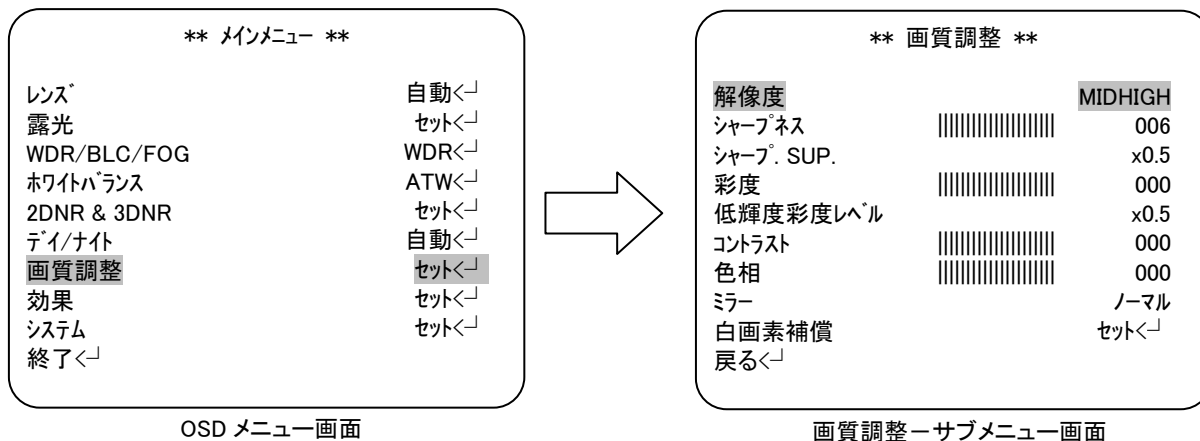 ** ﾒｲﾝﾒﾆｭｰ **
ﾚﾝｽﾞ 自動<┘
露光 ｾｯﾄ<┘
WDR/BLC/FOG WDR<┘
ﾎﾜｲﾄﾊﾞﾗﾝｽ ATW<┘
2DNR & 3DNR ｾｯﾄ<┘
ﾃﾞｲ/ﾅｲﾄ 自動<┘
画質調整 ｾｯﾄ<┘
効果 ｾｯﾄ<┘
ｼｽﾃﾑ ｾｯﾄ<┘
終了<┘
OSD メニュー画面
** 画質調整 **
解像度 MIDHIGH
ｼｬｰﾌﾟﾈｽ |||||||||||||||||||| 006
ｼｬｰﾌﾟ. SUP. x0.5
彩度 |||||||||||||||||||| 000
低輝度彩度ﾚﾍﾞﾙ x0.5
ｺﾝﾄﾗｽﾄ |||||||||||||||||||| 000
色相 |||||||||||||||||||| 000
ﾐﾗｰ ﾉｰﾏﾙ
白画素補償 ｾｯﾄ<┘
戻る<┘
画質調整－サブメニュー画面